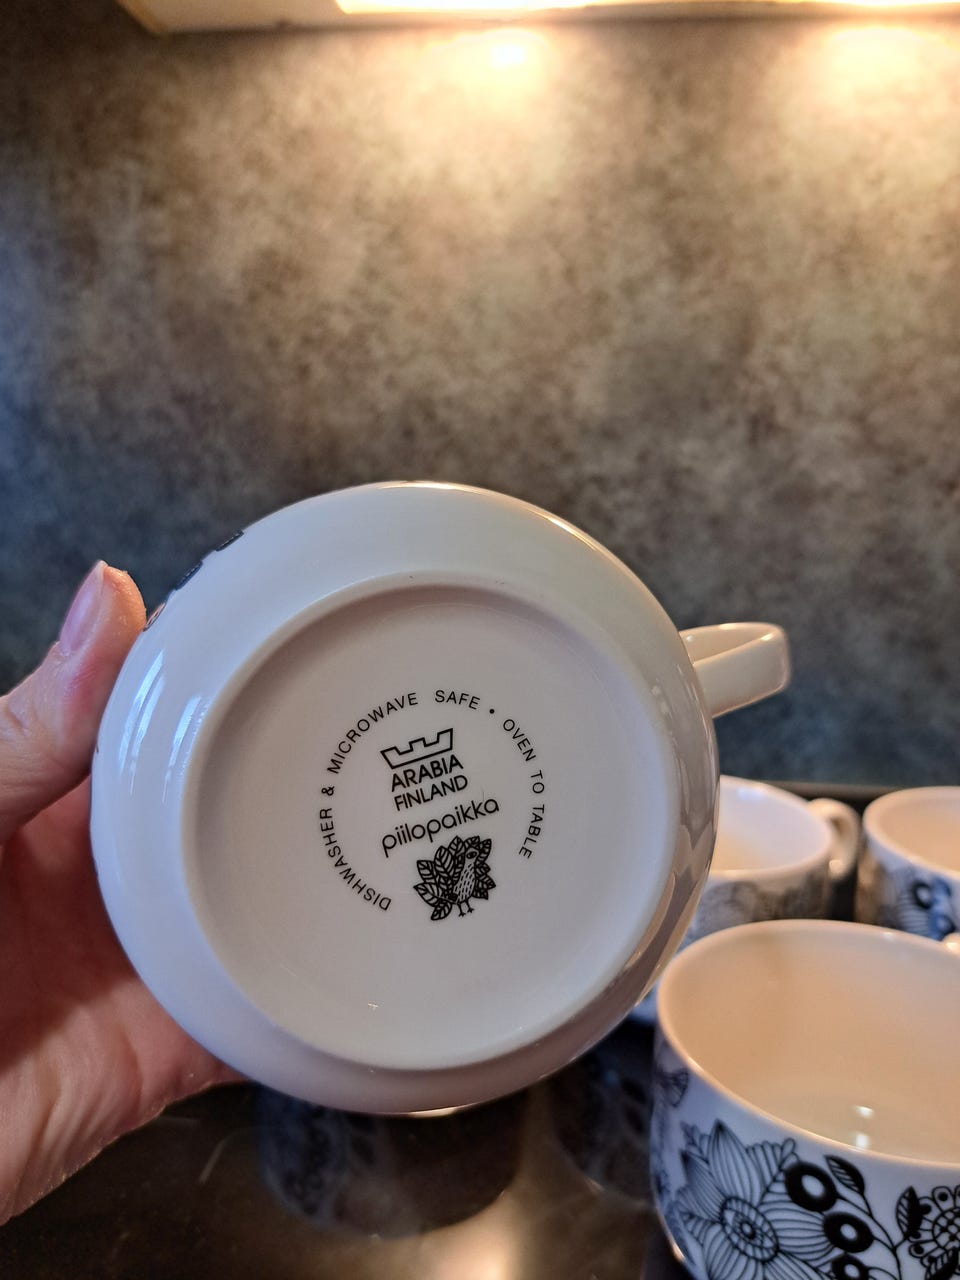 DISHWASHER & MICROWAVE SAFE • OVEN TO TABLE
ARABIA
FINLAND
piilopaikka